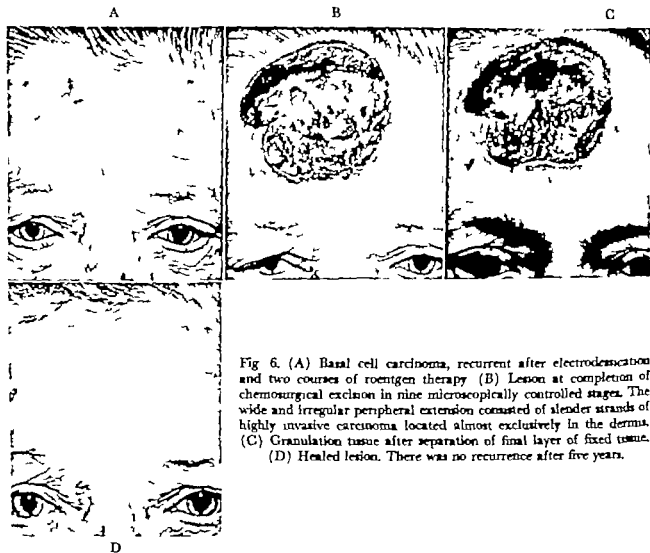 A
B
C
Fig 6. (A) Basal cell carcinoma, recurrent after electrodesiccation
and two courses of roentgen therapy (B) Lesion at completion of
chemosurgical excision in nine microscopically controlled stages. The
wide and irregular peripheral extension consisted of slender strands of
highly invasive carcinoma located almost exclusively in the dermis.
(C) Granulation tissue after separation of final layer of fixed tissue.
(D) Healed lesion. There was no recurrence after five years.
D